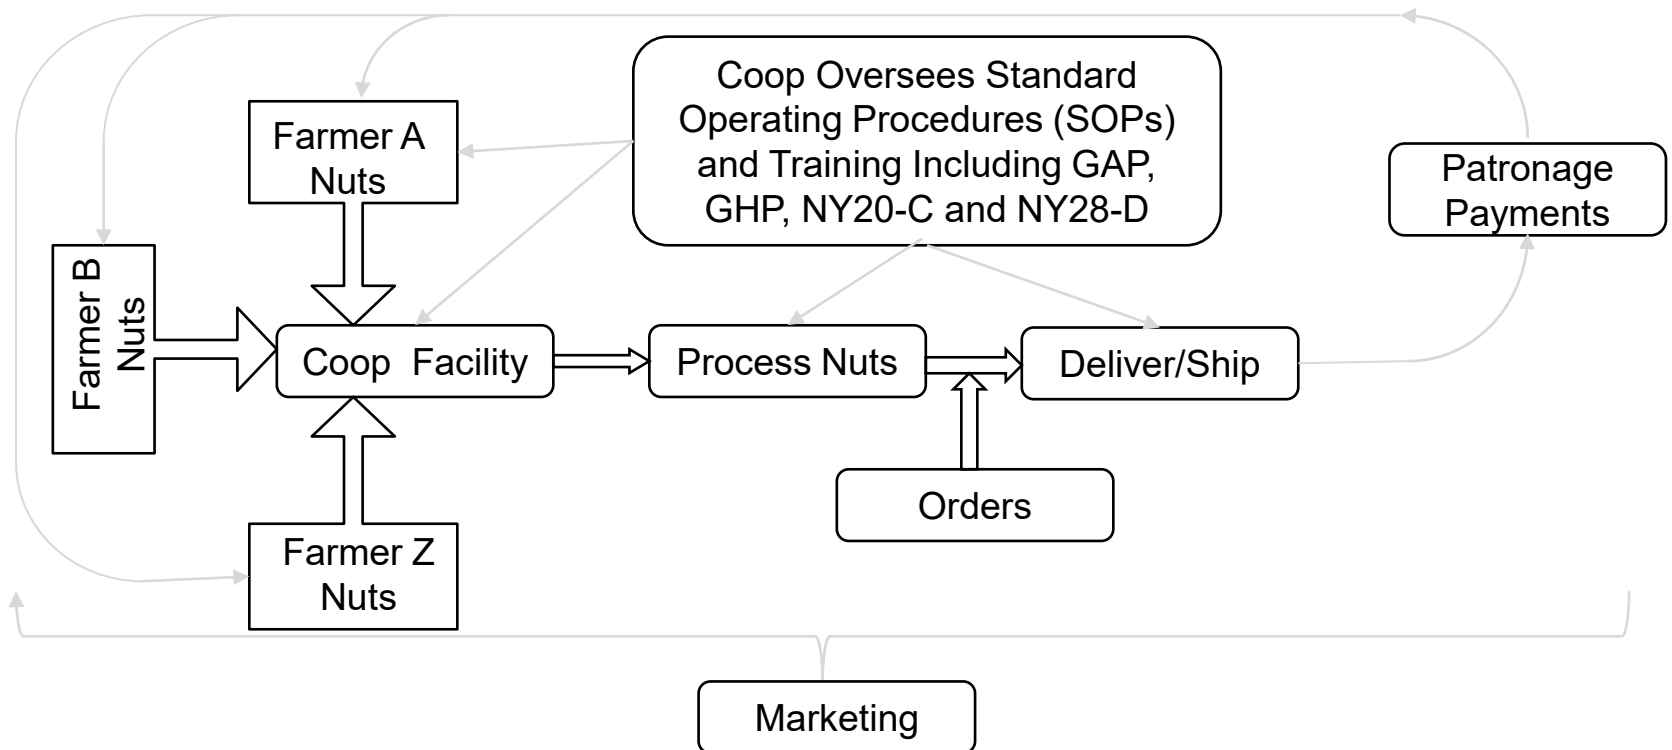 Coop Oversees Standard
Operating Procedures (SOPs)
and Training Including GAP,
GHP, NY20-C and NY28-D
Farmer A
Nuts
Patronage
Payments
Farmer B
Nuts
Coop Facility
Process Nuts
Deliver/Ship
Orders
Farmer Z
Nuts
Marketing